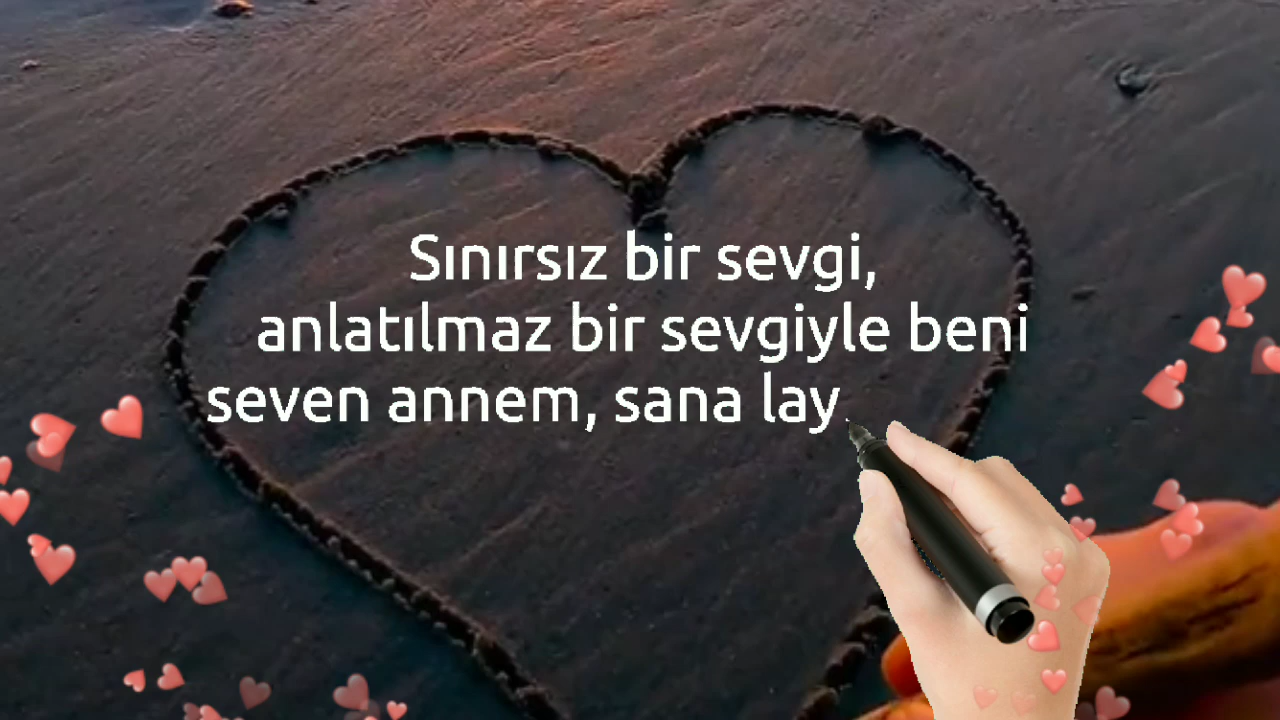 Sınırsız bir sevgi,
anlatılmaz bir sevgiyle beni
seven annem, sana lay